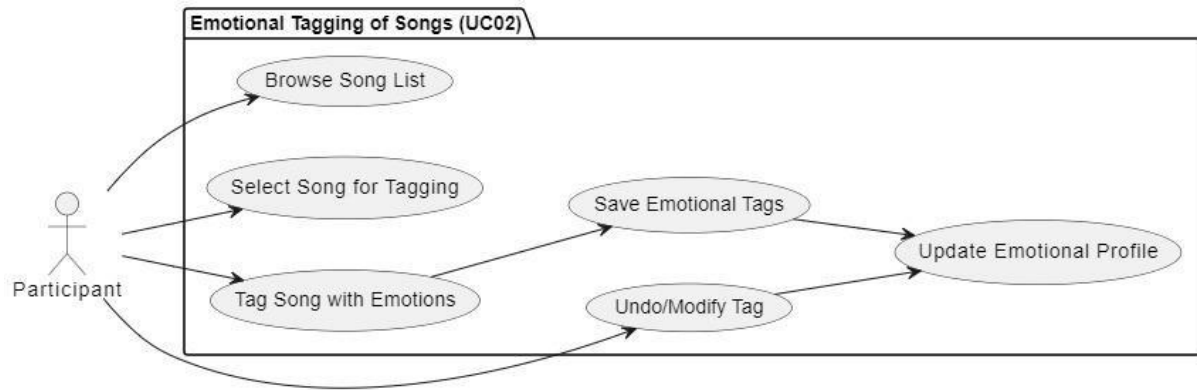 Emotional Tagging of Songs (UC02)
Browse Song List
Select Song for Tagging
Save Emotional Tags
Update Emotional Profile
Participant
Tag Song with Emotions
Undo/Modify Tag